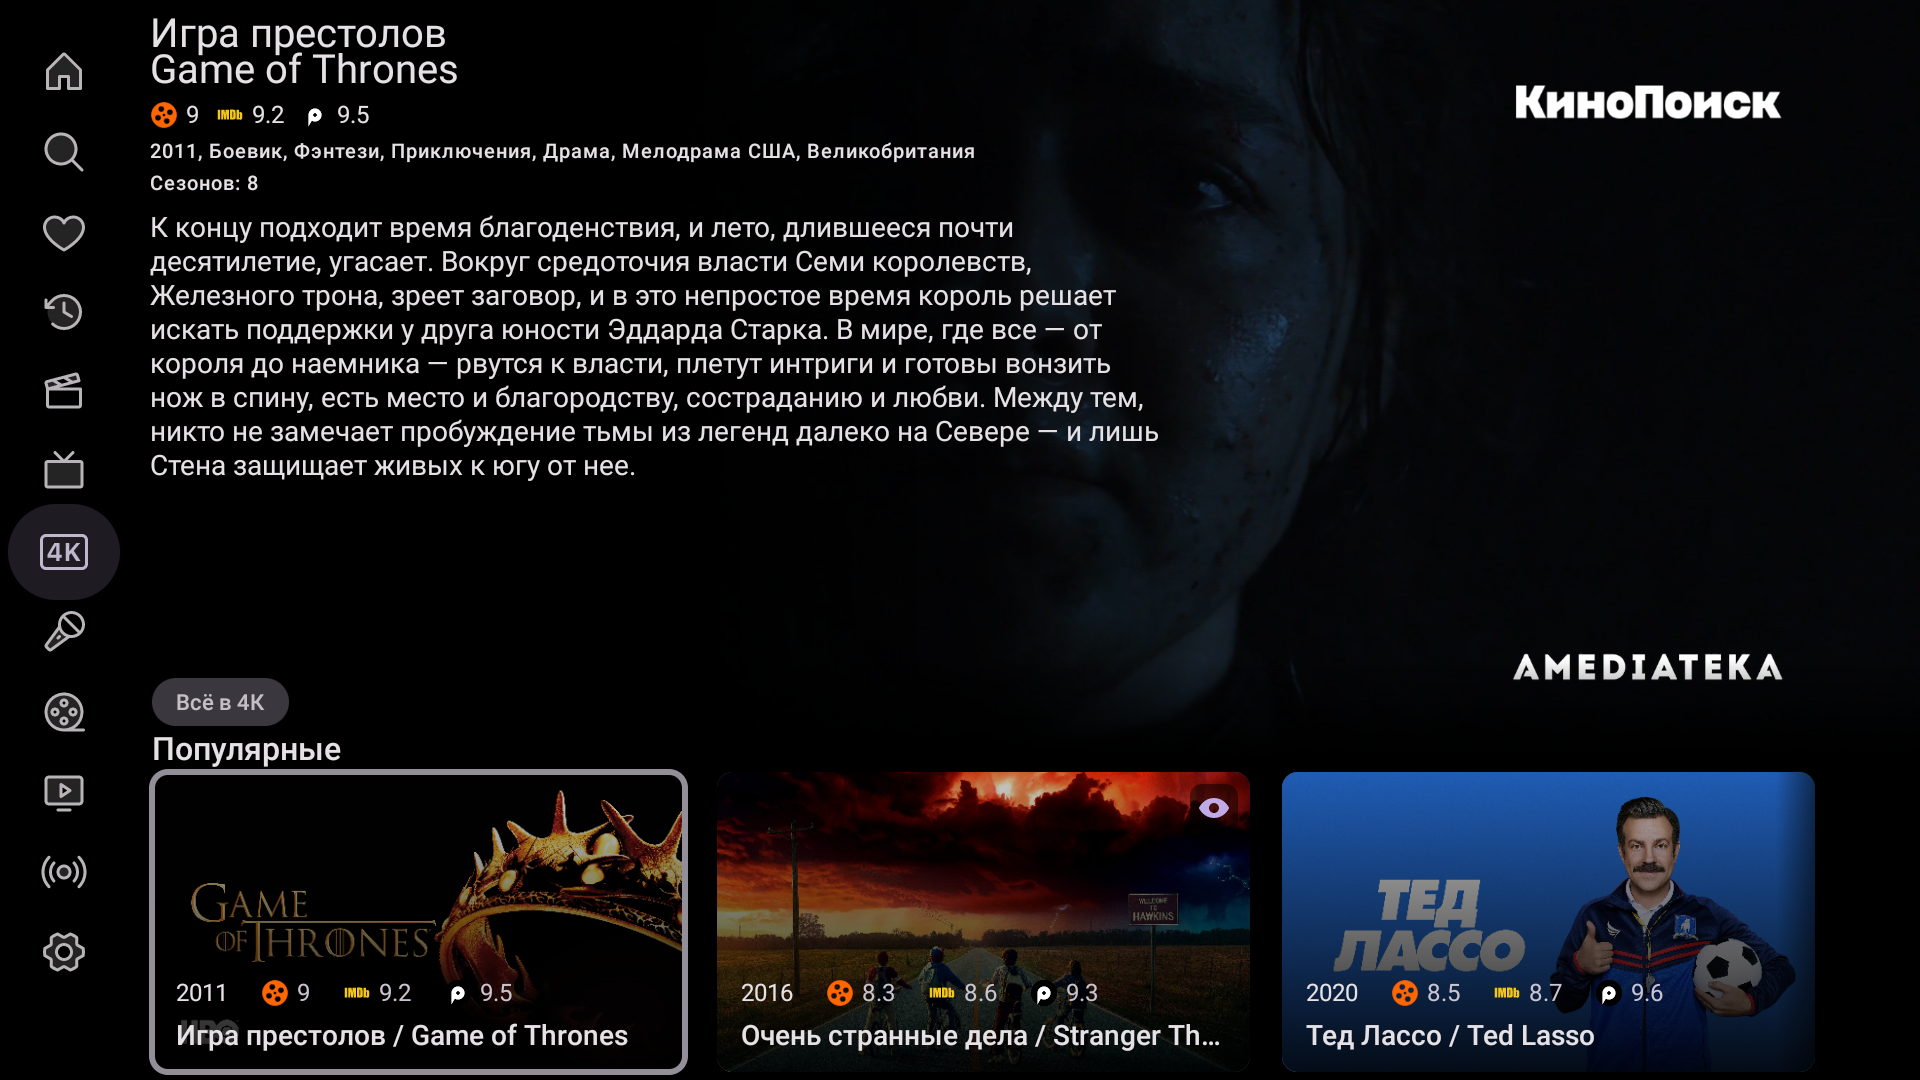 Игра престолов
Game of Thrones
9 IMDb 9.2 9.5
2011, Боевик, Фэнтези, Приключения, Драма, Мелодрама США, Великобритания
Сезонов: 8
К концу подходит время благоденствия, и лето, длившееся почти
десятилетие, угасает. Вокруг средоточия власти Семи королевств,
Железного трона, зреет заговор, и в это непростое время король решает
искать поддержки у друга юности Эддарда Старка. В мире, где все — от
короля до наемника — рвутся к власти, плетут интриги и готовы вонзить
нож в спину, есть место и благородству, состраданию и любви. Между тем,
никто не замечает пробуждение тьмы из легенд далеко на Севере — и лишь
Стена защищает живых к югу от нее.
КиноПоиск
4K
AMEDIATEKA
Всё в 4К
Популярные
GAME
OF THRONES
2011 9 IMDb 9.2 9.5
HBO
Игра престолов / Game of Thrones
WELCOME
TO
HAWKINS
2016 8.3 IMDb 8.6 9.3
Очень странные дела / Stranger Th...
ТЕД
ЛАССО
2020 8.5 IMDb 8.7 9.6
Тед Лассо / Ted Lasso